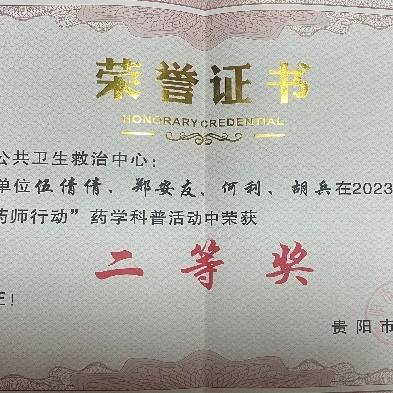 荣誉证书
HONORARY CREDENTIAL
公共卫生救治中心：
单位伍倩倩、郑安友、何利、胡兵在2023
药师行动”药学科普活动中荣获
二等奖
证！
贵阳市